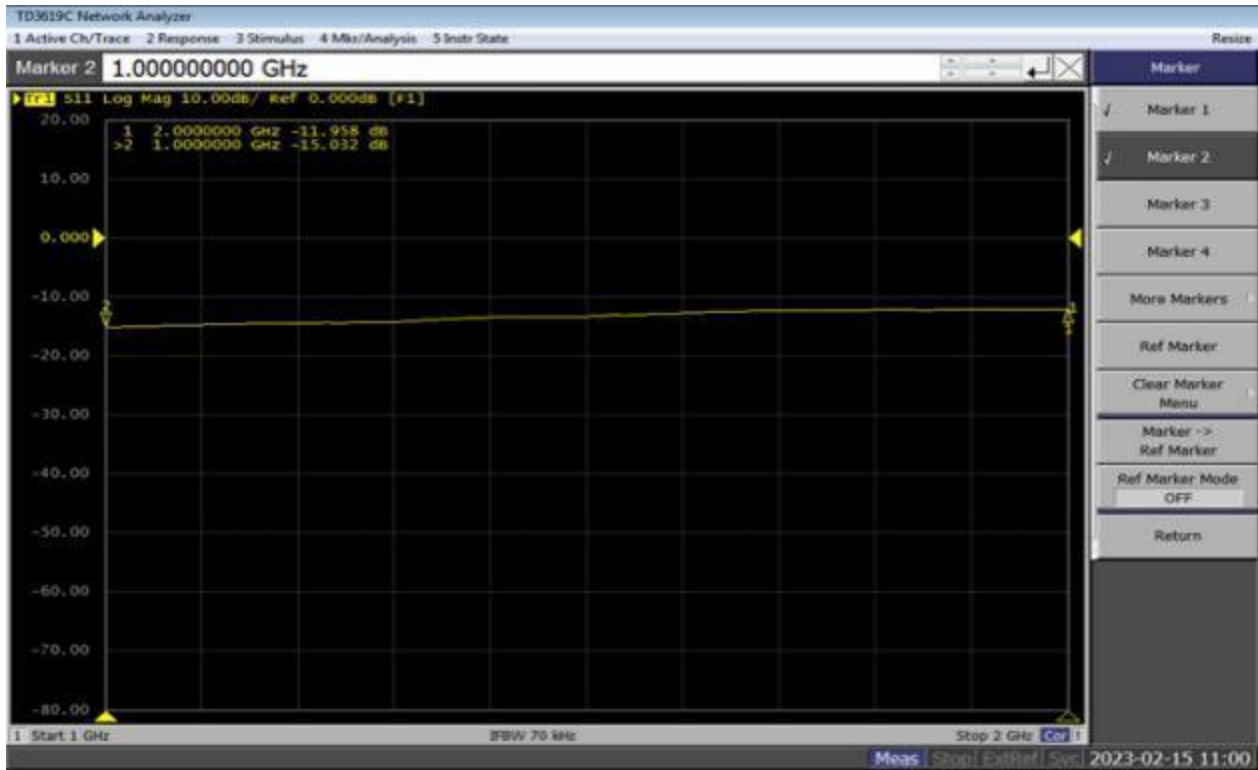 TD3619C Network Analyzer
1 Active Ch/Trace 2 Response 3 Stimulus 4 Mkr/Analysis 5 Instr State Resize
Marker 2 1.000000000 GHz
Marker
Tr1 S11 Log Mag 10.00dB/ Ref 0.000dB [F1]
20.00
1 2.0000000 GHz -11.958 dB
>2 1.0000000 GHz -15.032 dB
10.00
0.000
-10.00
-20.00
-30.00
-40.00
-50.00
-60.00
-70.00
-80.00
2
1
Marker 1
Marker 2
Marker 3
Marker 4
More Markers
Ref Marker
Clear Marker
Menu
Marker ->
Ref Marker
Ref Marker Mode
OFF
Return
1 Start 1 GHz IFBW 70 kHz Stop 2 GHz Cor !
Meas Stop ExtRef Svc 2023-02-15 11:00